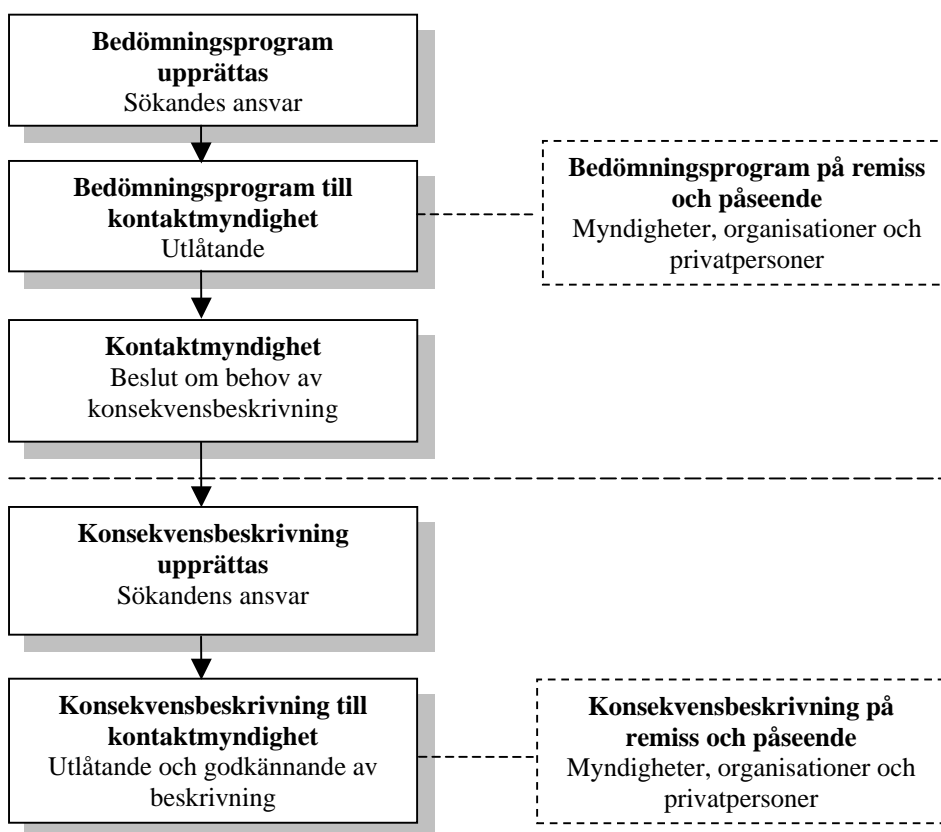 Bedömningsprogram
upprättas
Sökandes ansvar
Bedömningsprogram till
kontaktmyndighet
Utlåtande
Bedömningsprogram på remiss
och påseende
Myndigheter, organisationer och
privatpersoner
Kontaktmyndighet
Beslut om behov av
konsekvensbeskrivning
Konsekvensbeskrivning
upprättas
Sökandens ansvar
Konsekvensbeskrivning till
kontaktmyndighet
Utlåtande och godkännande av
beskrivning
Konsekvensbeskrivning på
remiss och påseende
Myndigheter, organisationer och
privatpersoner